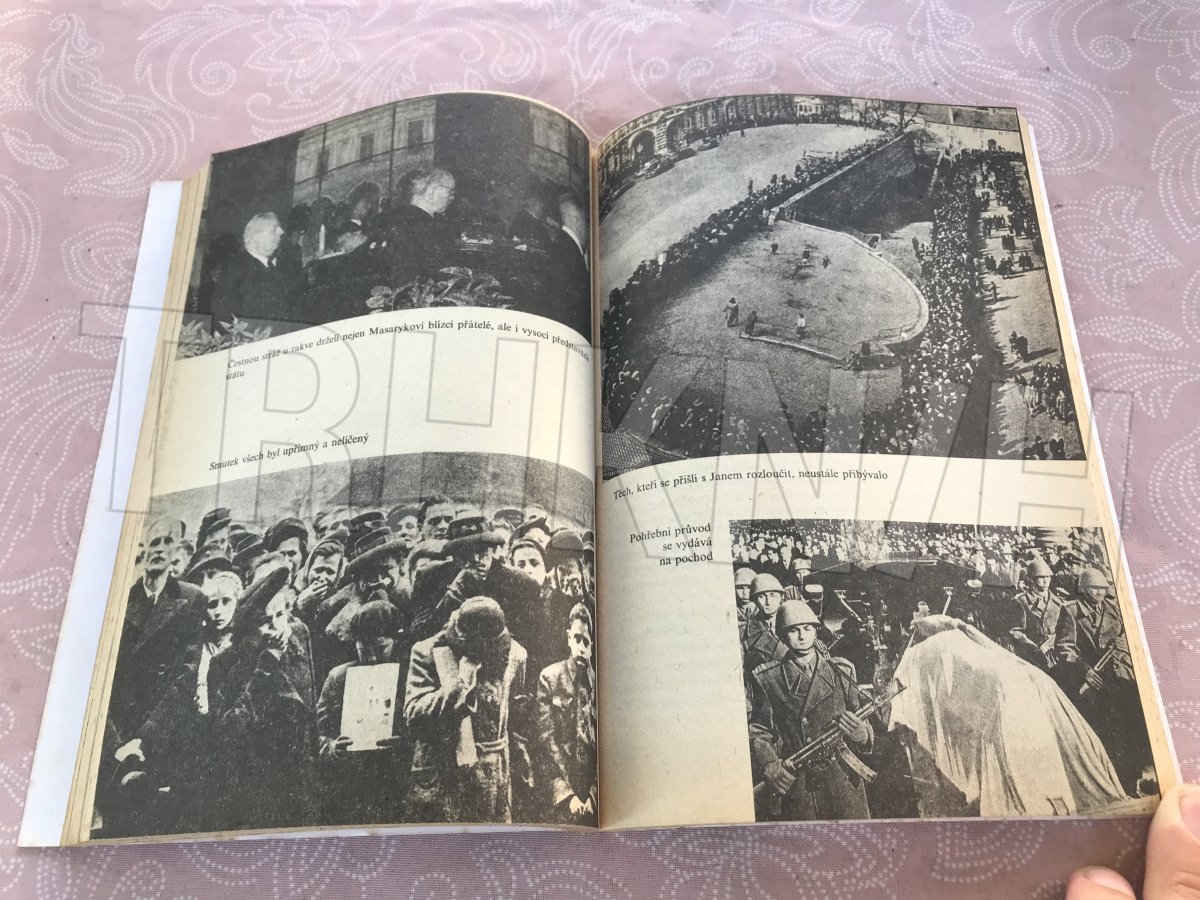 Čestnou stráž u rakve drželi nejen Masarykovi blízcí přátelé, ale i vysocí představitelé
státu
Smutek všech byl upřímný a nelíčený
Těch, kteří se přišli s Janem rozloučit, neustále přibývalo
Pohřební průvod
se vydává
na pochod